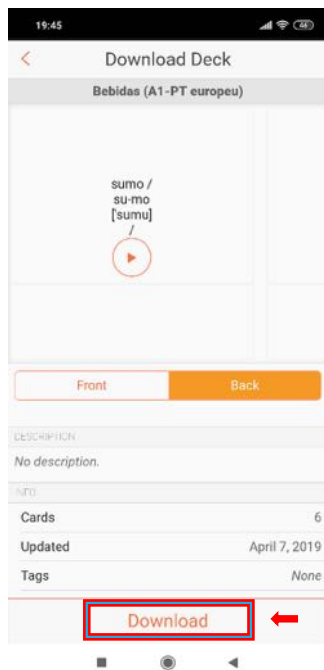 19:45
46
Download Deck
Bebidas (A1-PT europeu)
sumo /
su-mo
['sumu]
/
Front
Back
DESCRIPTION
No description.
INFO
Cards 6
Updated April 7, 2019
Tags None
Download